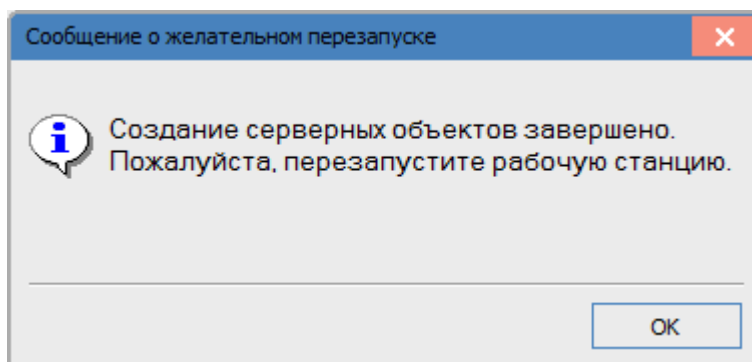 Сообщение о желательном перезапуске
Создание серверных объектов завершено.
Пожалуйста, перезапустите рабочую станцию.
OK